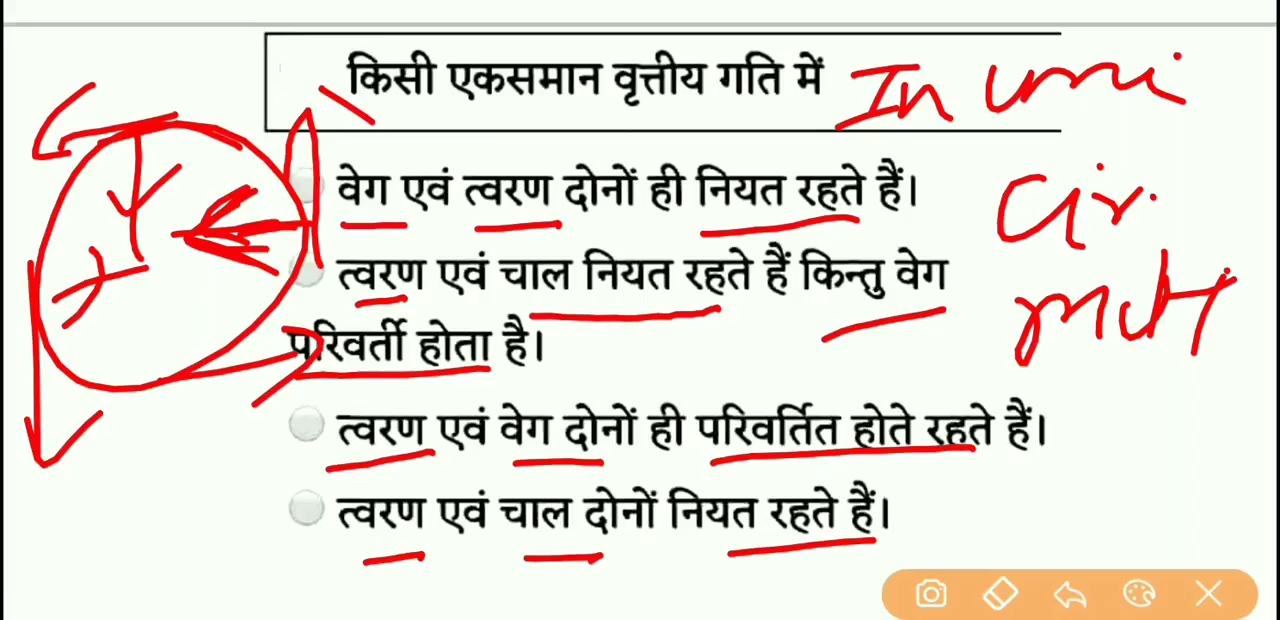 किसी एकसमान वृत्तीय गति में In uni
cir.
वेग एवं त्वरण दोनों ही नियत रहते हैं।
त्वरण एवं चाल नियत रहते हैं किन्तु वेग
परिवर्ती होता है।
त्वरण एवं वेग दोनों ही परिवर्तित होते रहते हैं।
त्वरण एवं चाल दोनों नियत रहते हैं।